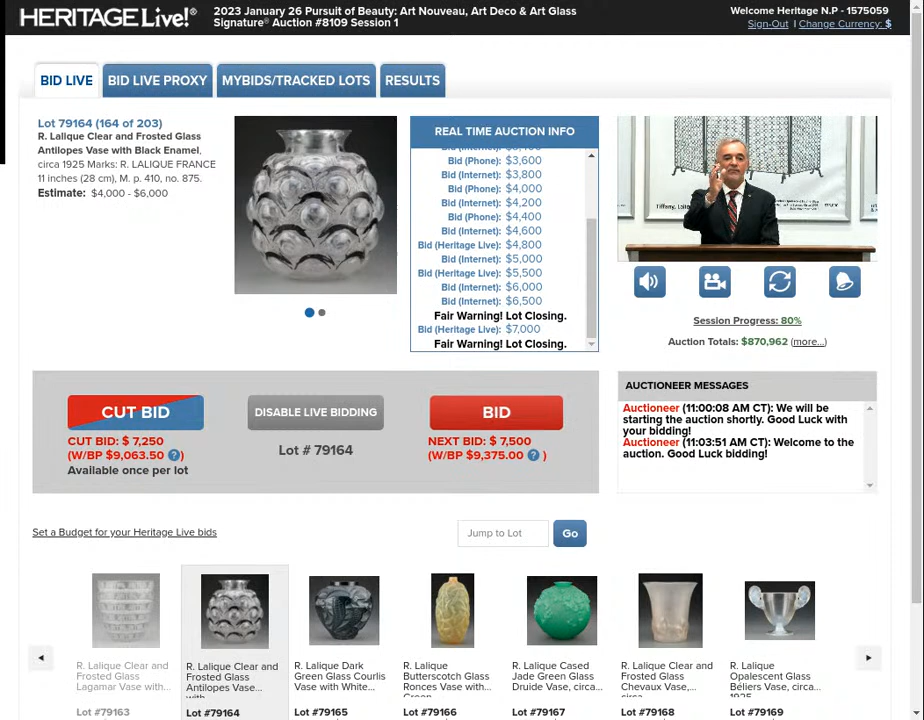 HERITAGE Live!®
2023 January 26 Pursuit of Beauty: Art Nouveau, Art Deco & Art Glass
Signature® Auction #8109 Session 1
Welcome Heritage N.P - 1575059
Sign-Out | Change Currency: $
BID LIVE
BID LIVE PROXY
MYBIDS/TRACKED LOTS
RESULTS
Lot 79164 (164 of 203)
R. Lalique Clear and Frosted Glass
Antilopes Vase with Black Enamel,
circa 1925 Marks: R. LALIQUE FRANCE
11 inches (28 cm), M. p. 410, no. 875.
Estimate: $4,000 - $6,000
REAL TIME AUCTION INFO
Bid (Phone): $3,600
Bid (Internet): $3,800
Bid (Phone): $4,000
Bid (Internet): $4,200
Bid (Phone): $4,400
Bid (Internet): $4,600
Bid (Heritage Live): $4,800
Bid (Internet): $5,000
Bid (Heritage Live): $5,500
Bid (Internet): $6,000
Bid (Internet): $6,500
Fair Warning! Lot Closing.
Bid (Heritage Live): $7,000
Fair Warning! Lot Closing.
Session Progress: 80%
Auction Totals: $870,962 (more...)
CUT BID
CUT BID: $ 7,250
(W/BP $9,063.50 ? )
Available once per lot
DISABLE LIVE BIDDING
Lot # 79164
BID
NEXT BID: $ 7,500
(W/BP $9,375.00 ? )
AUCTIONEER MESSAGES
Auctioneer (11:00:08 AM CT): We will be
starting the auction shortly. Good Luck with
your bidding!
Auctioneer (11:03:51 AM CT): Welcome to the
auction. Good Luck bidding!
Set a Budget for your Heritage Live bids
Jump to Lot
Go
R. Lalique Clear and
Frosted Glass
Lagamar Vase with...
Lot #79163
R. Lalique Clear and
Frosted Glass
Antilopes Vase...
with
Lot #79164
R. Lalique Dark
Green Glass Courlis
Vase with White...
Lot #79165
R. Lalique
Butterscotch Glass
Ronces Vase with...
Green
Lot #79166
R. Lalique Cased
Jade Green Glass
Druide Vase, circa...
Lot #79167
R. Lalique Clear and
Frosted Glass
Chevaux Vase,...
circa
Lot #79168
R. Lalique
Opalescent Glass
Béliers Vase, circa...
1925
Lot #79169